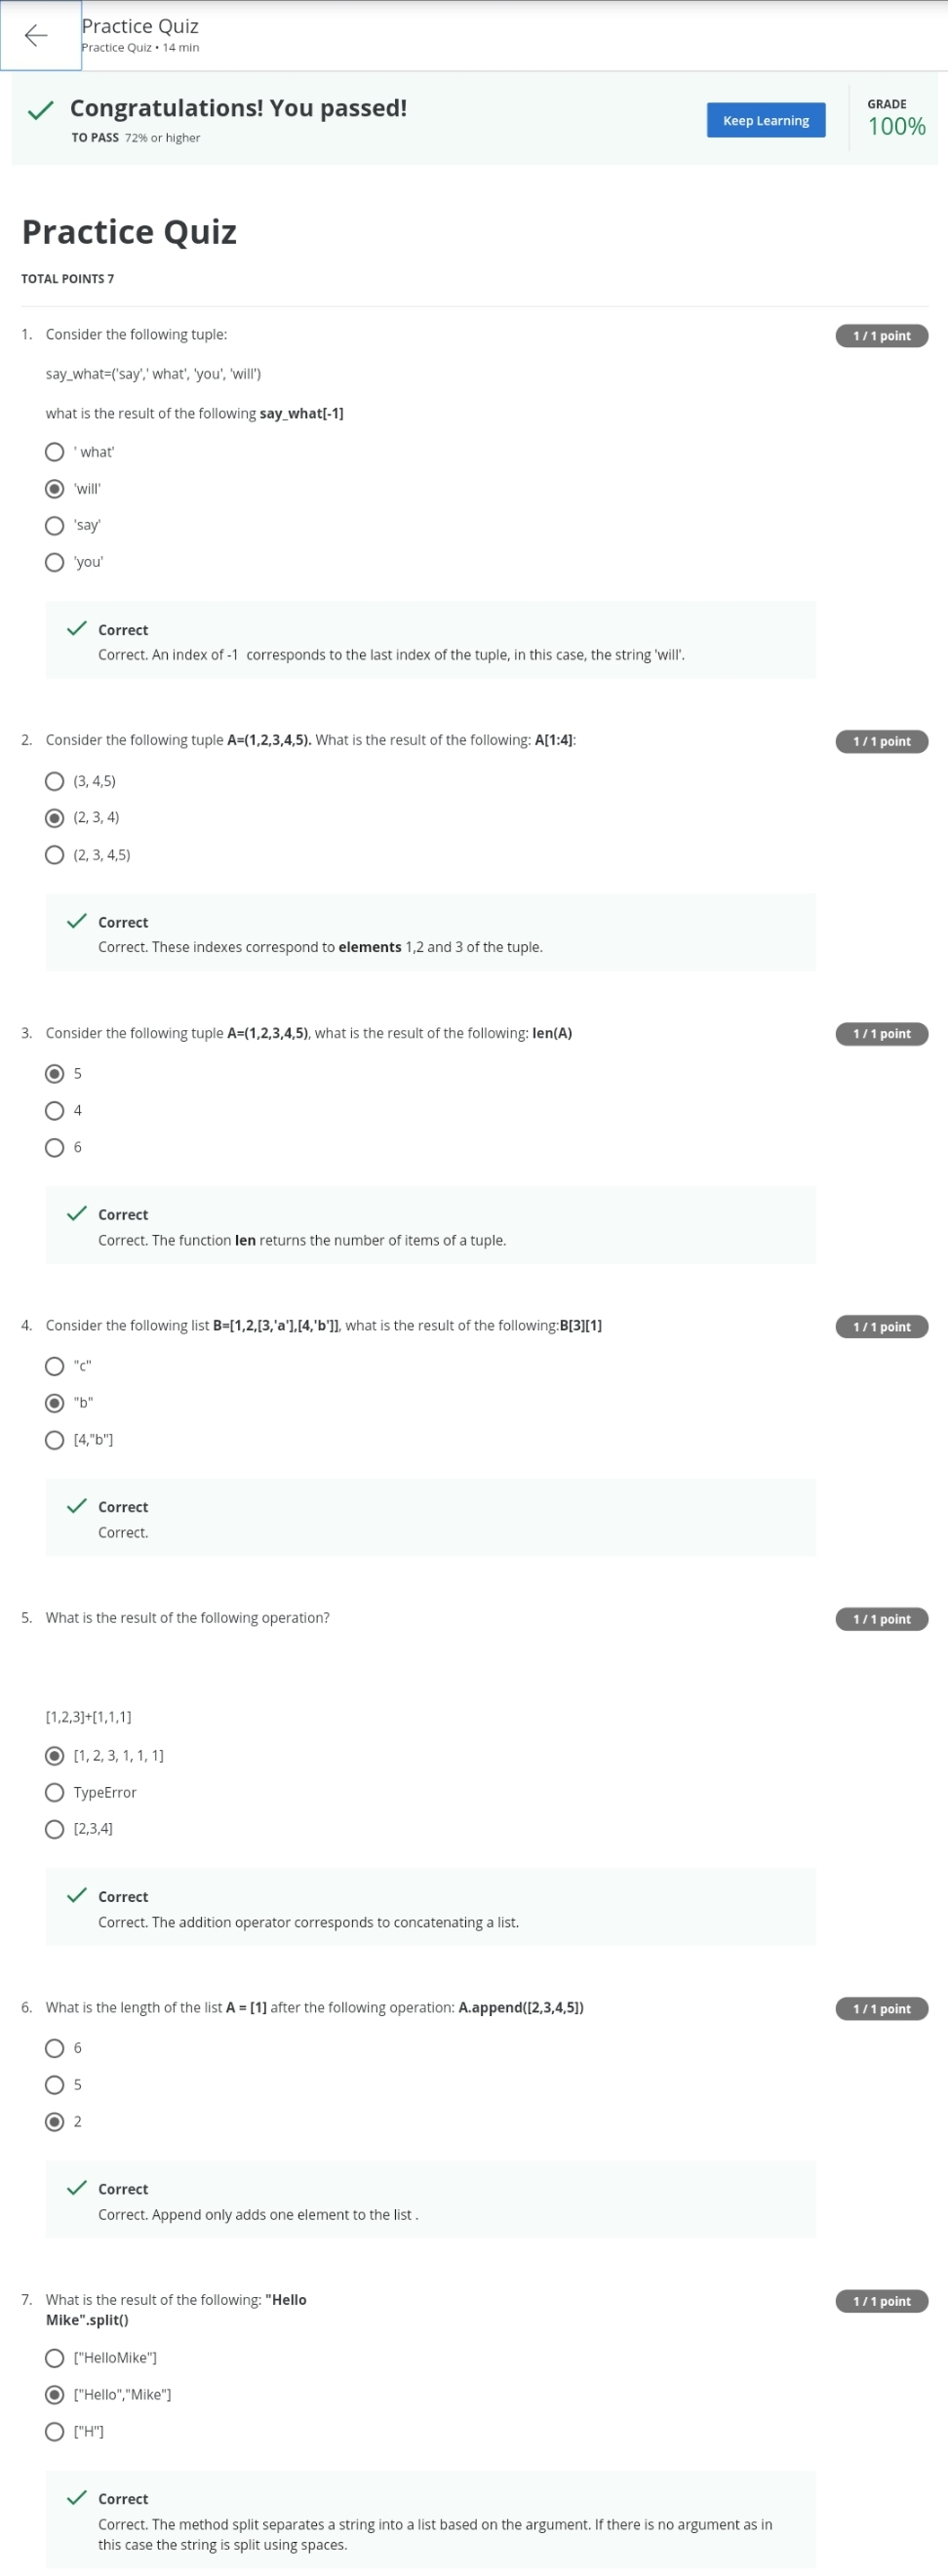 Practice Quiz
Practice Quiz • 14 min
Congratulations! You passed!
TO PASS 72% or higher
Keep Learning
GRADE
100%
Practice Quiz
TOTAL POINTS 7
1. Consider the following tuple:
1 / 1 point
say_what=('say',' what', 'you', 'will')
what is the result of the following say_what[-1]
' what'
'will'
'say'
'you'
Correct
Correct. An index of -1  corresponds to the last index of the tuple, in this case, the string 'will'.
2. Consider the following tuple A=(1,2,3,4,5). What is the result of the following: A[1:4]:
1 / 1 point
(3, 4,5)
(2, 3, 4)
(2, 3, 4,5)
Correct
Correct. These indexes correspond to elements 1,2 and 3 of the tuple.
3. Consider the following tuple A=(1,2,3,4,5), what is the result of the following: len(A)
1 / 1 point
5
4
6
Correct
Correct. The function len returns the number of items of a tuple.
4. Consider the following list B=[1,2,[3,'a'],[4,'b']], what is the result of the following:B[3][1]
1 / 1 point
"c"
"b"
[4,"b"]
Correct
Correct.
5. What is the result of the following operation?
1 / 1 point
[1,2,3]+[1,1,1]
[1, 2, 3, 1, 1, 1]
TypeError
[2,3,4]
Correct
Correct. The addition operator corresponds to concatenating a list.
6. What is the length of the list A = [1] after the following operation: A.append([2,3,4,5])
1 / 1 point
6
5
2
Correct
Correct. Append only adds one element to the list .
7. What is the result of the following: "Hello
Mike".split()
1 / 1 point
["HelloMike"]
["Hello","Mike"]
["H"]
Correct
Correct. The method split separates a string into a list based on the argument. If there is no argument as in
this case the string is split using spaces.